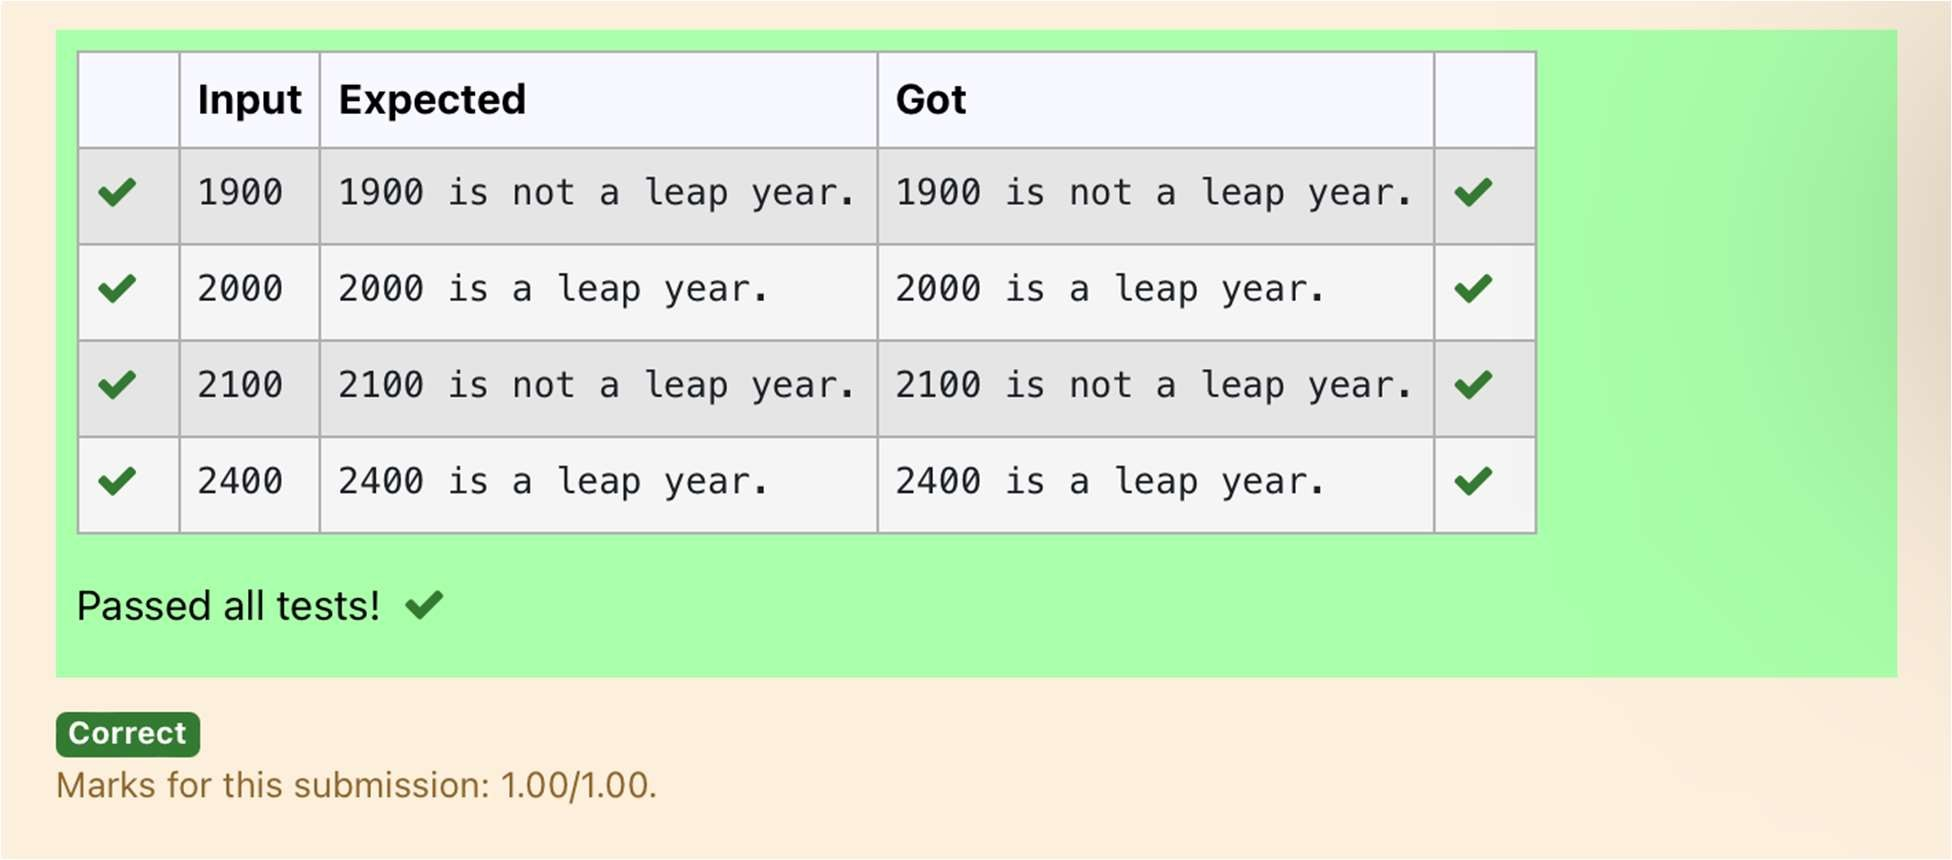 Input Expected Got
1900 1900 is not a leap year. 1900 is not a leap year.
2000 2000 is a leap year. 2000 is a leap year.
2100 2100 is not a leap year. 2100 is not a leap year.
2400 2400 is a leap year. 2400 is a leap year.
Passed all tests!
Correct
Marks for this submission: 1.00/1.00.